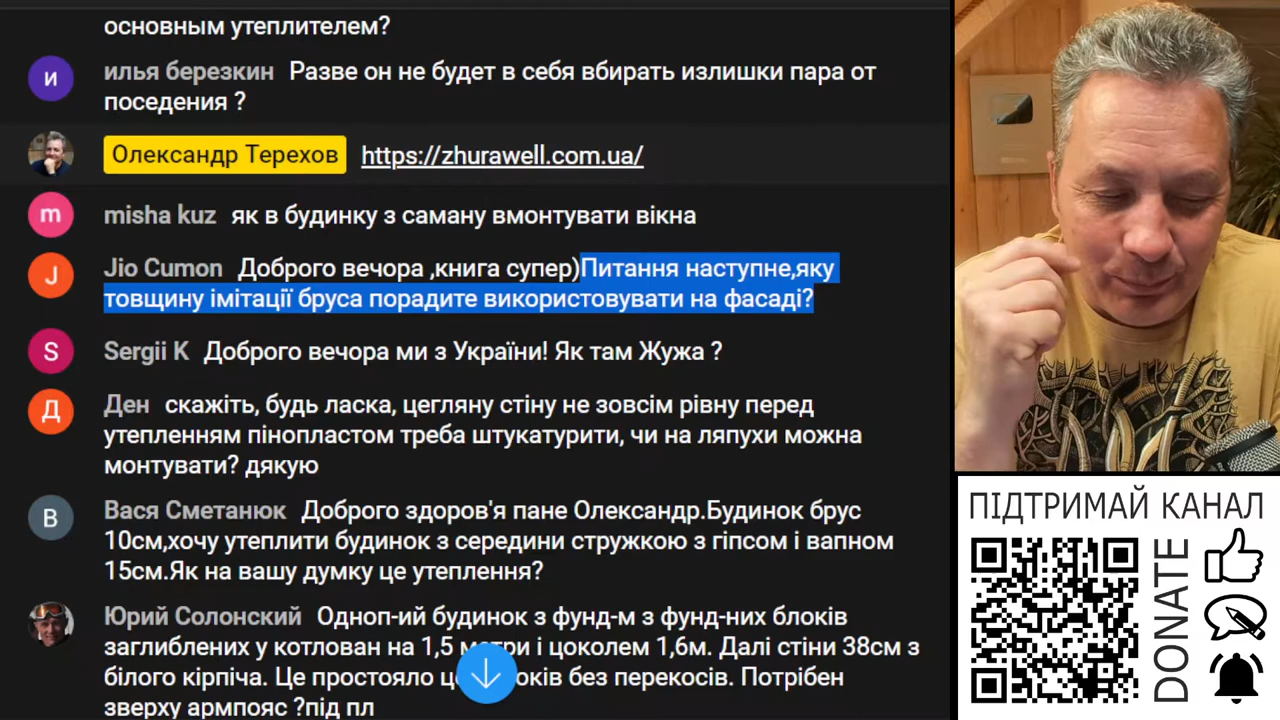 основным утеплителем?
и илья березкин Разве он не будет в себя вбирать излишки пара от
поседения ?
Олександр Терехов https://zhurawell.com.ua/
m misha kuz як в будинку з саману вмонтувати вікна
J Jio Cumon Доброго вечора ,книга супер)Питання наступне,яку
товщину імітації бруса порадите використовувати на фасаді?
S Sergii K Доброго вечора ми з України! Як там Жужа ?
Д Ден скажіть, будь ласка, цегляну стіну не зовсім рівну перед
утепленням пінопластом треба штукатурити, чи на ляпухи можна
монтувати? дякую
В Вася Сметанюк Доброго здоров'я пане Олександр.Будинок брус
10см,хочу утеплити будинок з середини стружкою з гіпсом і вапном
15см.Як на вашу думку це утеплення?
Юрий Солонский Одноп-ий будинок з фунд-м з фунд-них блоків
заглиблених у котлован на 1,5 метри і цоколем 1,6м. Далі стіни 38см з
білого кірпіча. Це простояло без перекосів. Потрібен
зверху армпояс ?під пл
ПІДТРИМАЙ КАНАЛ
DONATE